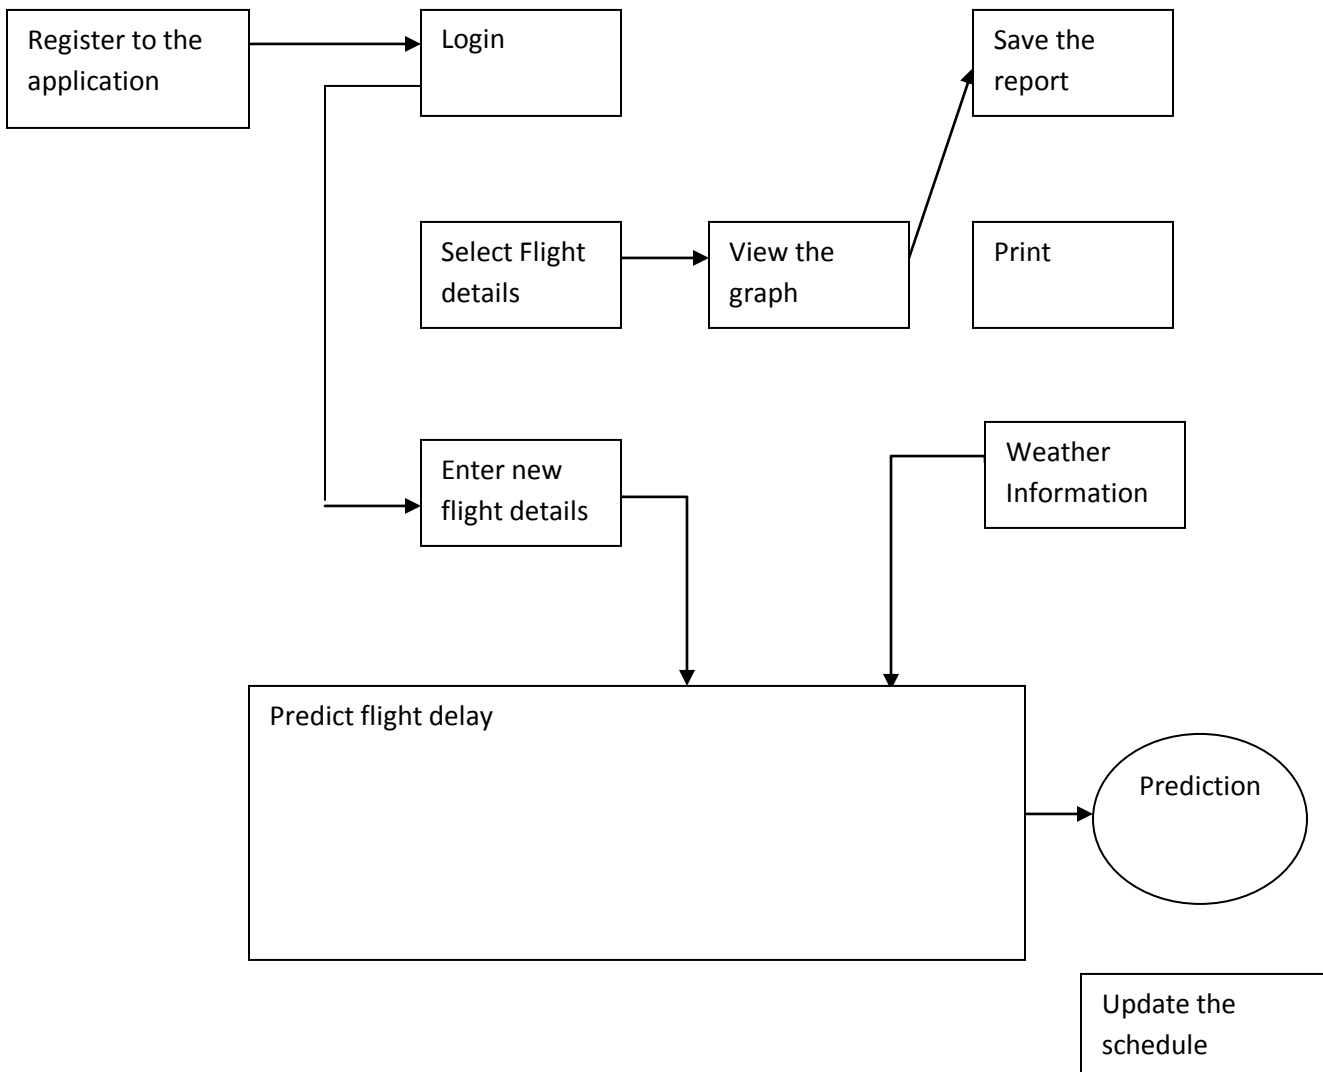 Register to the
application
Login
Save the
report
Select Flight
details
View the
graph
Print
Enter new
flight details
Weather
Information
Predict flight delay
Prediction
Update the
schedule